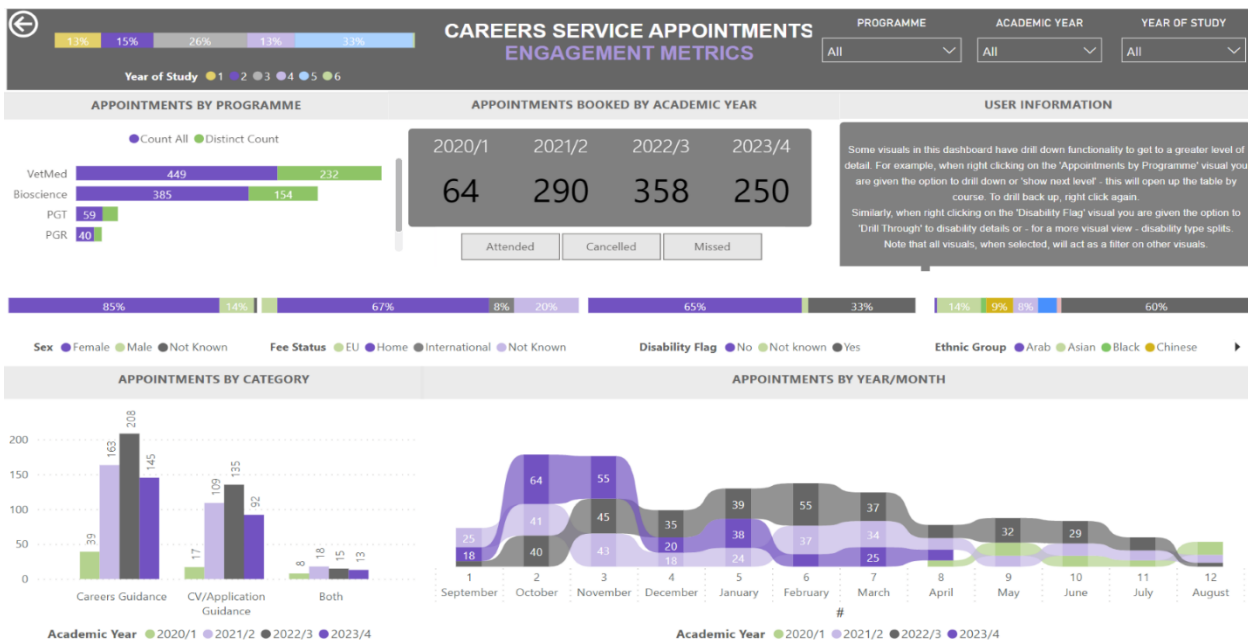 CAREERS SERVICE APPOINTMENTS
ENGAGEMENT METRICS
13% 15% 26% 13% 33%
Year of Study 1 2 3 4 5 6
PROGRAMME ACADEMIC YEAR YEAR OF STUDY
All All All
APPOINTMENTS BY PROGRAMME
Count All Distinct Count
VetMed 449 232
Bioscience 385 154
PGT 59
PGR 40
APPOINTMENTS BOOKED BY ACADEMIC YEAR
2020/1 2021/2 2022/3 2023/4
64 290 358 250
Attended Cancelled Missed
USER INFORMATION
Some visuals in this dashboard have drill down functionality to get to a greater level of
detail. For example, when right clicking on the 'Appointments by Programme' visual you
are given the option to drill down or 'show next level' - this will open up the table by
course. To drill back up, right click again.
Similarly, when right clicking on the 'Disability Flag' visual you are given the option to
'Drill Through' to disability details or - for a more visual view - disability type splits.
Note that all visuals, when selected, will act as a filter on other visuals.
85% 14%
Sex Female Male Not Known
67% 8% 20%
Fee Status EU Home International Not Known
65% 33%
Disability Flag No Not known Yes
14% 9% 8% 60%
Ethnic Group Arab Asian Black Chinese
APPOINTMENTS BY CATEGORY
200
150
100
50
0
39 163 208 145
17 109 135 92
8 18 15 13
Careers Guidance
CV/Application
Guidance
Both
Academic Year 2020/1 2021/2 2022/3 2023/4
APPOINTMENTS BY YEAR/MONTH
25 18
64 41 40
55 45 43
35 20 18
39 38 24
55 37
37 34 25
32
29
1 2 3 4 5 6 7 8 9 10 11 12
September October November December January February March April May June July August
#
Academic Year 2020/1 2021/2 2022/3 2023/4